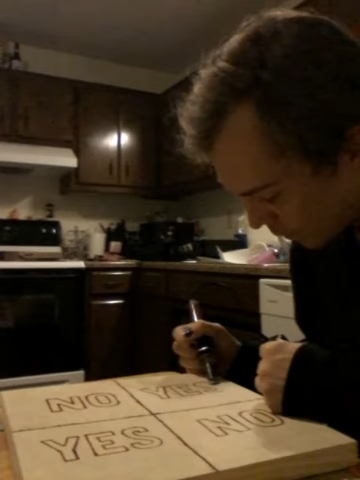 NO YES
YES NO